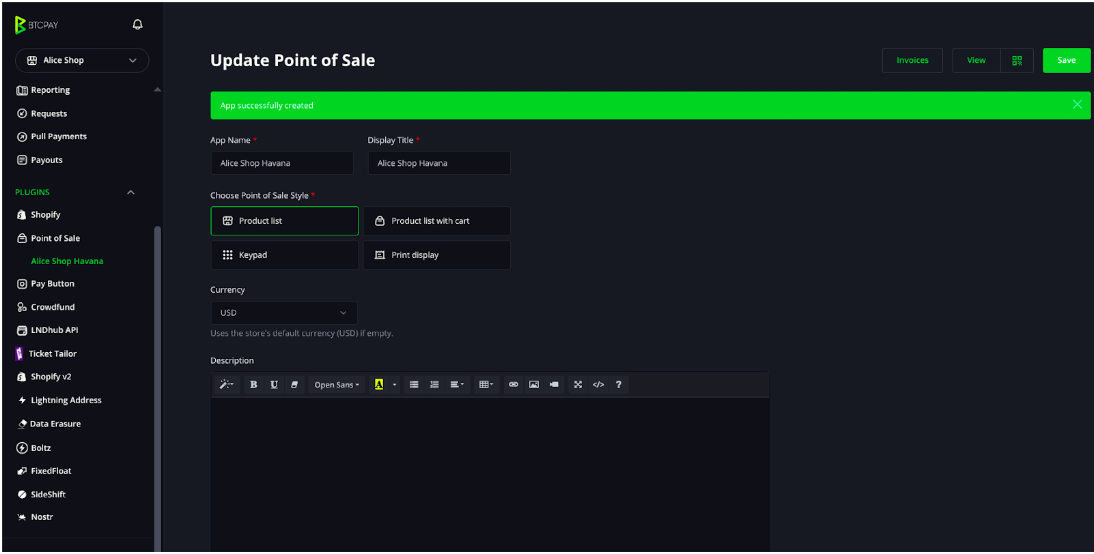 BTCPAY
Alice Shop
Reporting
Requests
Pull Payments
Payouts
PLUGINS
Shopify
Point of Sale
Alice Shop Havana
Pay Button
Crowdfund
LNDhub API
Ticket Tailor
Shopify v2
Lightning Address
Data Erasure
Boltz
FixedFloat
SideShift
Nostr
Update Point of Sale
Invoices
View
Save
App successfully created
App Name *
Display Title *
Alice Shop Havana
Alice Shop Havana
Choose Point of Sale Style *
Product list
Product list with cart
Keypad
Print display
Currency
USD
Uses the store's default currency (USD) if empty.
Description
B U Open Sans A </> ?